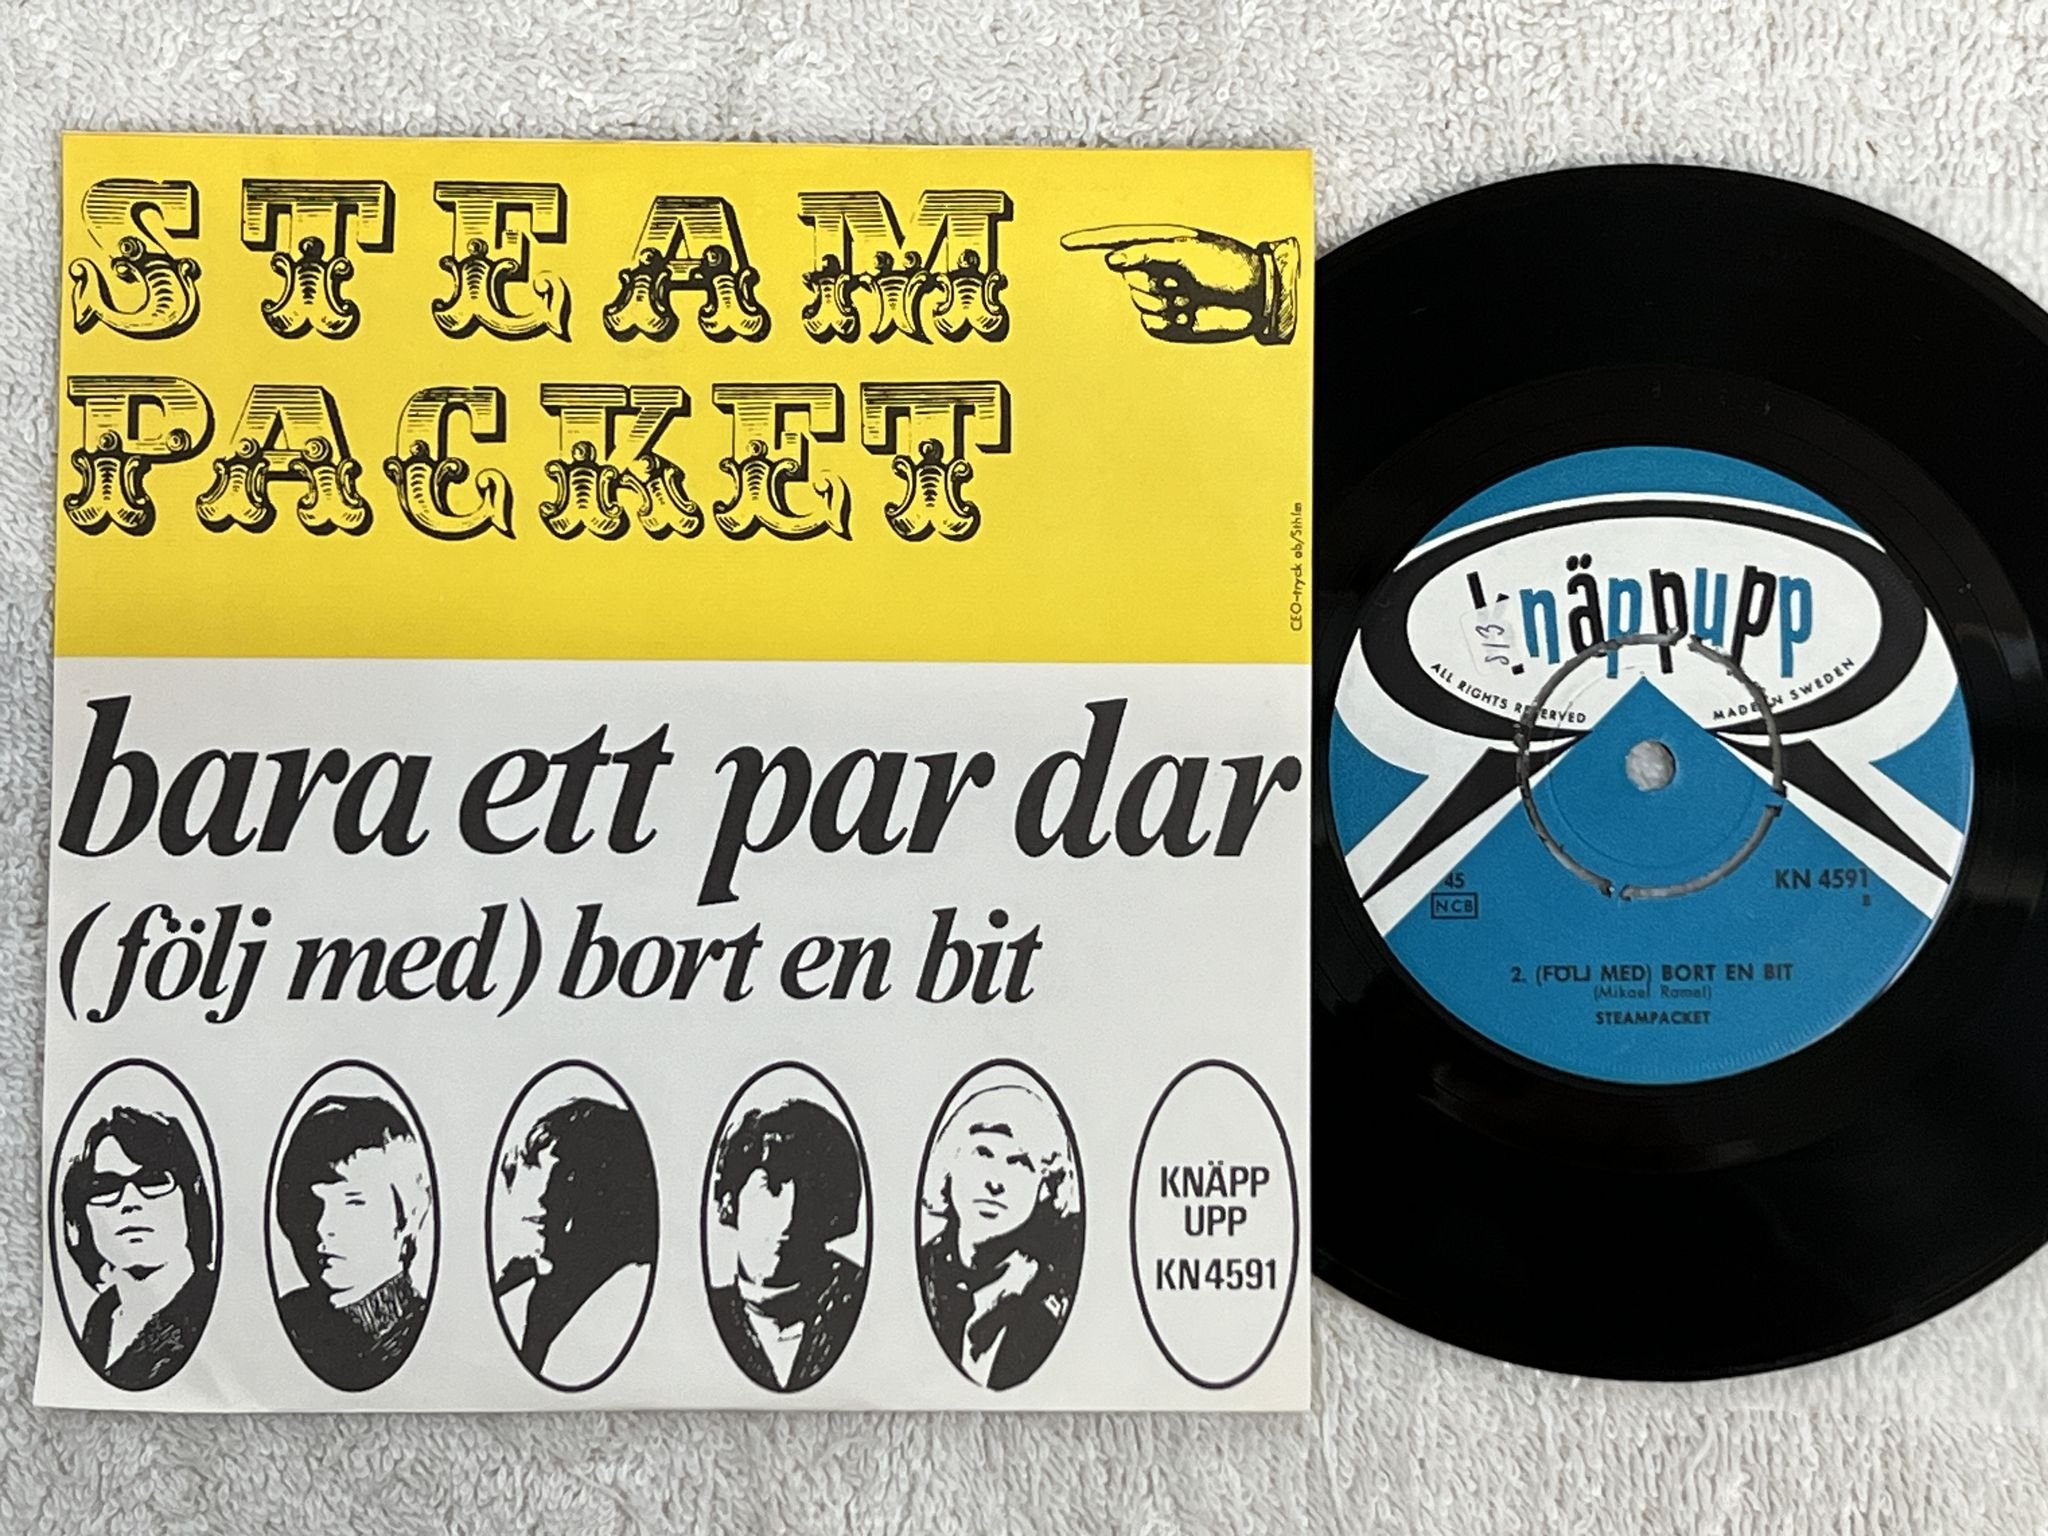 STEAM
PACKET
CEO-tryck ab/Sthlm
bara ett par dar
(följ med) bort en bit
KNÄPP
UPP
KN4591
knäppupp
S13
ALL RIGHTS RESERVED
MADE IN SWEDEN
45
NCB
KN 4591
B
2. (FÖLJ MED) BORT EN BIT
(Mikael Ramel)
STEAMPACKET